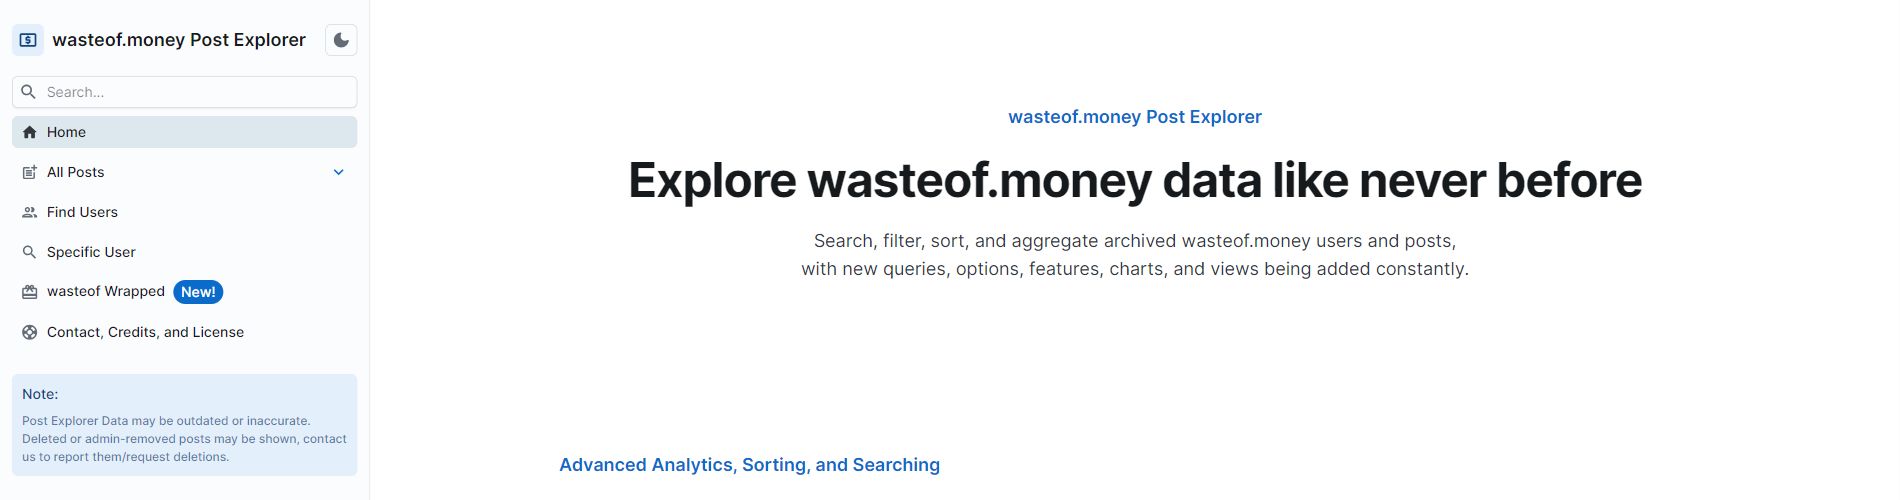 wasteof.money Post Explorer
Search...
Home
All Posts
Find Users
Specific User
wasteof Wrapped New!
Contact, Credits, and License
Note:
Post Explorer Data may be outdated or inaccurate.
Deleted or admin-removed posts may be shown, contact
us to report them/request deletions.
wasteof.money Post Explorer
Explore wasteof.money data like never before
Search, filter, sort, and aggregate archived wasteof.money users and posts,
with new queries, options, features, charts, and views being added constantly.
Advanced Analytics, Sorting, and Searching